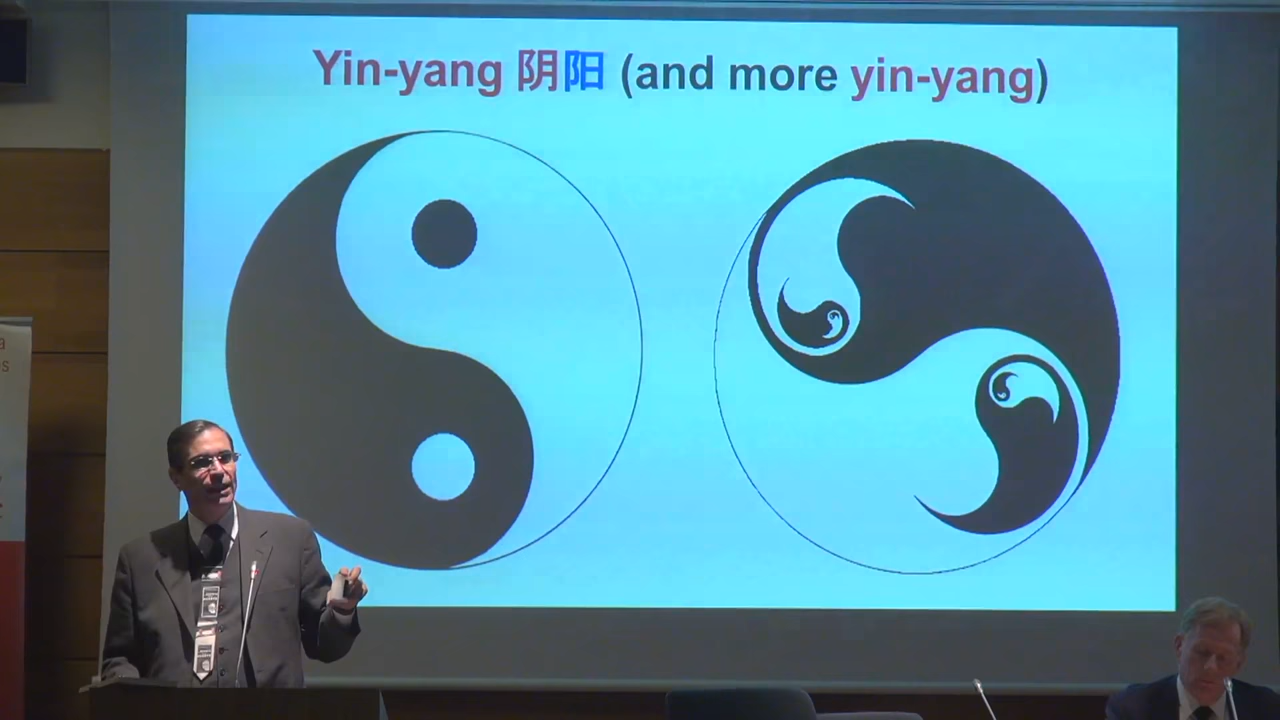 Yin-yang 阴阳 (and more yin-yang)
a
s